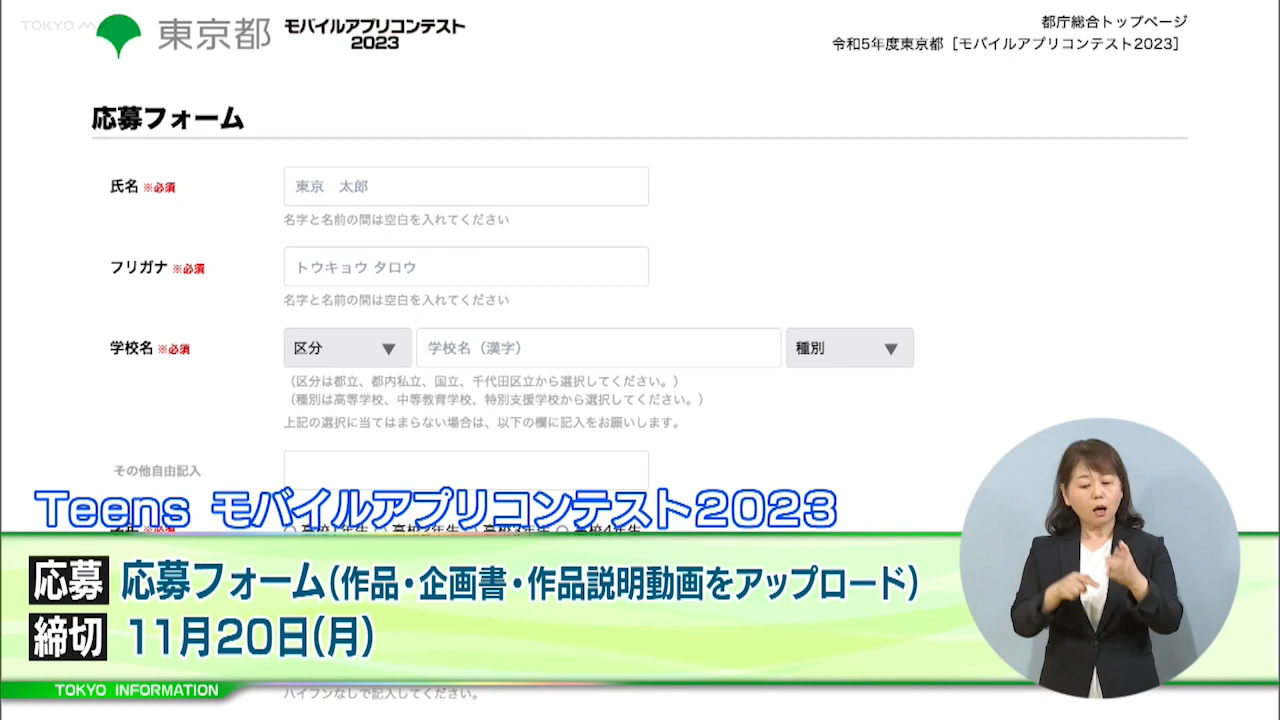 TOKYO M
東京都
モバイルアプリコンテスト
2023
都庁総合トップページ
令和5年度東京都［モバイルアプリコンテスト2023］
応募フォーム
氏名 ※必須
東京　太郎
名字と名前の間は空白を入れてください
フリガナ ※必須
トウキョウ タロウ
名字と名前の間は空白を入れてください
学校名 ※必須
区分 ▼
学校名（漢字）
種別 ▼
（区分は都立、都内私立、国立、千代田区立から選択してください。）
（種別は高等学校、中等教育学校、特別支援学校から選択してください。）
上記の選択に当てはまらない場合は、以下の欄に記入をお願いします。
その他自由記入
Teens モバイルアプリコンテスト2023
応募 応募フォーム(作品・企画書・作品説明動画をアップロード)
締切 11月20日(月)
TOKYO INFORMATION
ハイフンなしで記入してください。